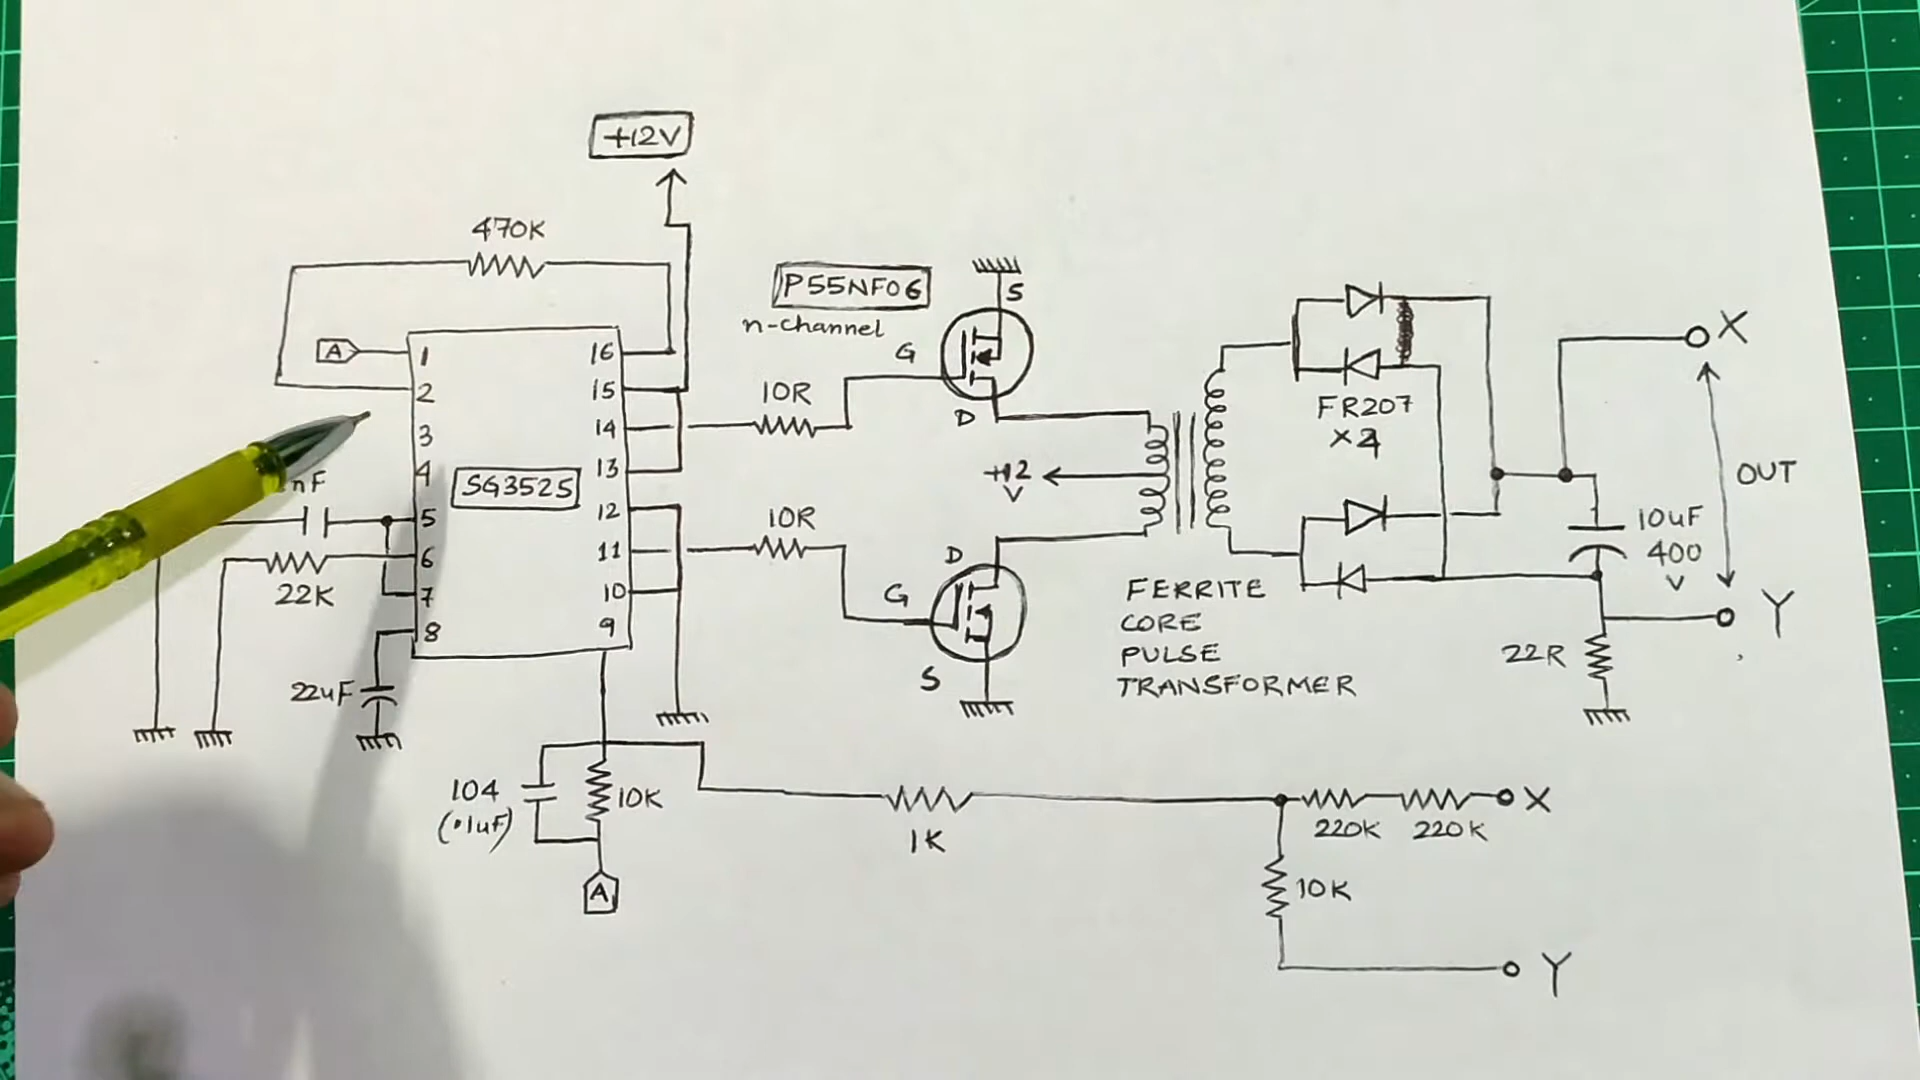 +12V
470K
P55NF06
n-channel
S
G
D
10R
A
1
2
3
4
5
6
7
8
16
15
14
13
12
11
10
9
SG3525
nF
22K
22uF
10R
+12
V
D
G
S
FR207
X4
FERRITE
CORE
PULSE
TRANSFORMER
X
OUT
10uF
400
V
Y
22R
104
(.1uF)
10K
A
1K
220K
220K
X
10K
Y